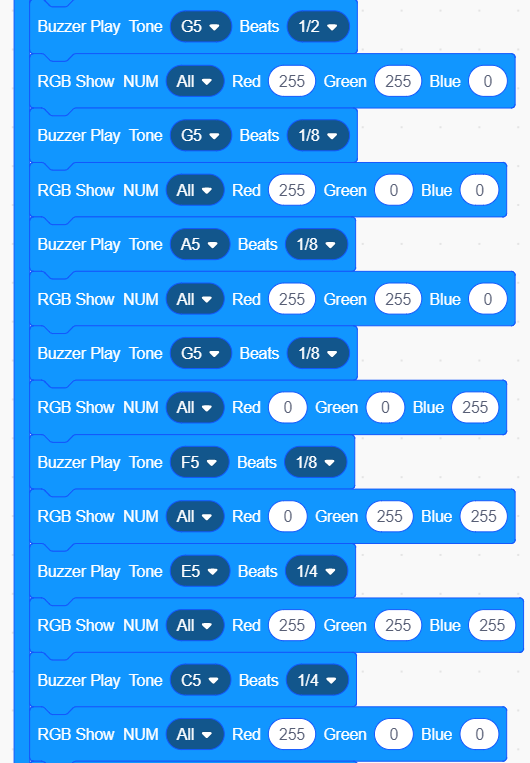 Buzzer Play Tone G5 Beats 1/2
RGB Show NUM All Red 255 Green 255 Blue 0
Buzzer Play Tone G5 Beats 1/8
RGB Show NUM All Red 255 Green 0 Blue 0
Buzzer Play Tone A5 Beats 1/8
RGB Show NUM All Red 255 Green 255 Blue 0
Buzzer Play Tone G5 Beats 1/8
RGB Show NUM All Red 0 Green 0 Blue 255
Buzzer Play Tone F5 Beats 1/8
RGB Show NUM All Red 0 Green 255 Blue 255
Buzzer Play Tone E5 Beats 1/4
RGB Show NUM All Red 255 Green 255 Blue 255
Buzzer Play Tone C5 Beats 1/4
RGB Show NUM All Red 255 Green 0 Blue 0